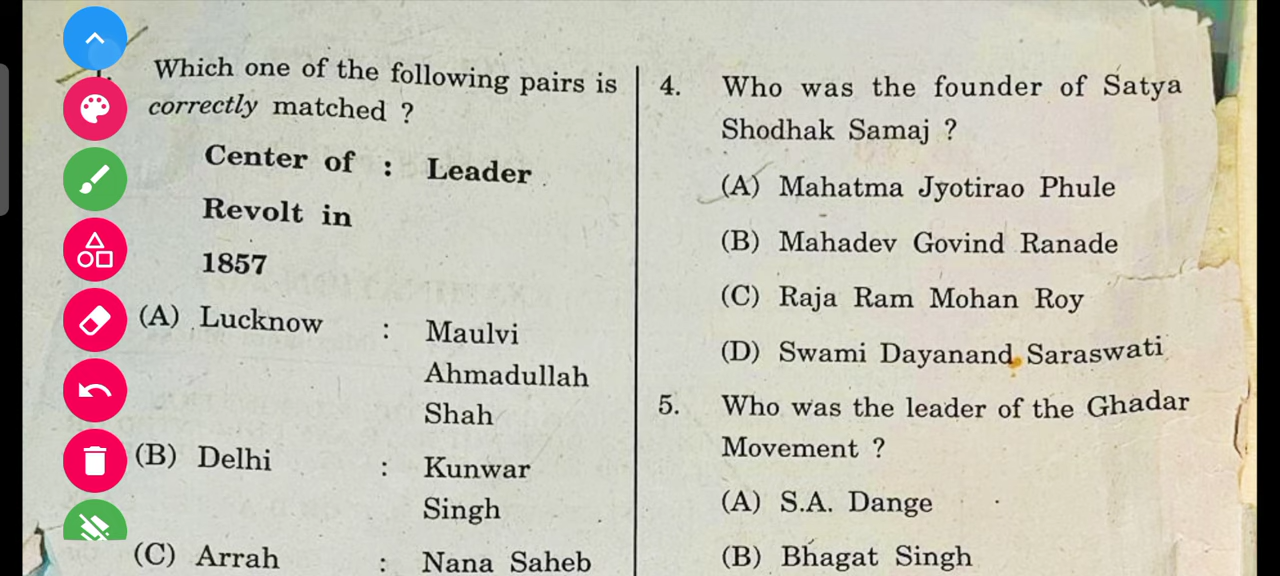 1.
Which one of the following pairs is
correctly matched ?
Center of : Leader
Revolt in
1857
(A) Lucknow : Maulvi
Ahmadullah
Shah
(B) Delhi : Kunwar
Singh
(C) Arrah : Nana Saheb
4. Who was the founder of Satya
Shodhak Samaj ?
(A) Mahatma Jyotirao Phule
(B) Mahadev Govind Ranade
(C) Raja Ram Mohan Roy
(D) Swami Dayanand Saraswati
5. Who was the leader of the Ghadar
Movement ?
(A) S.A. Dange
(B) Bhagat Singh